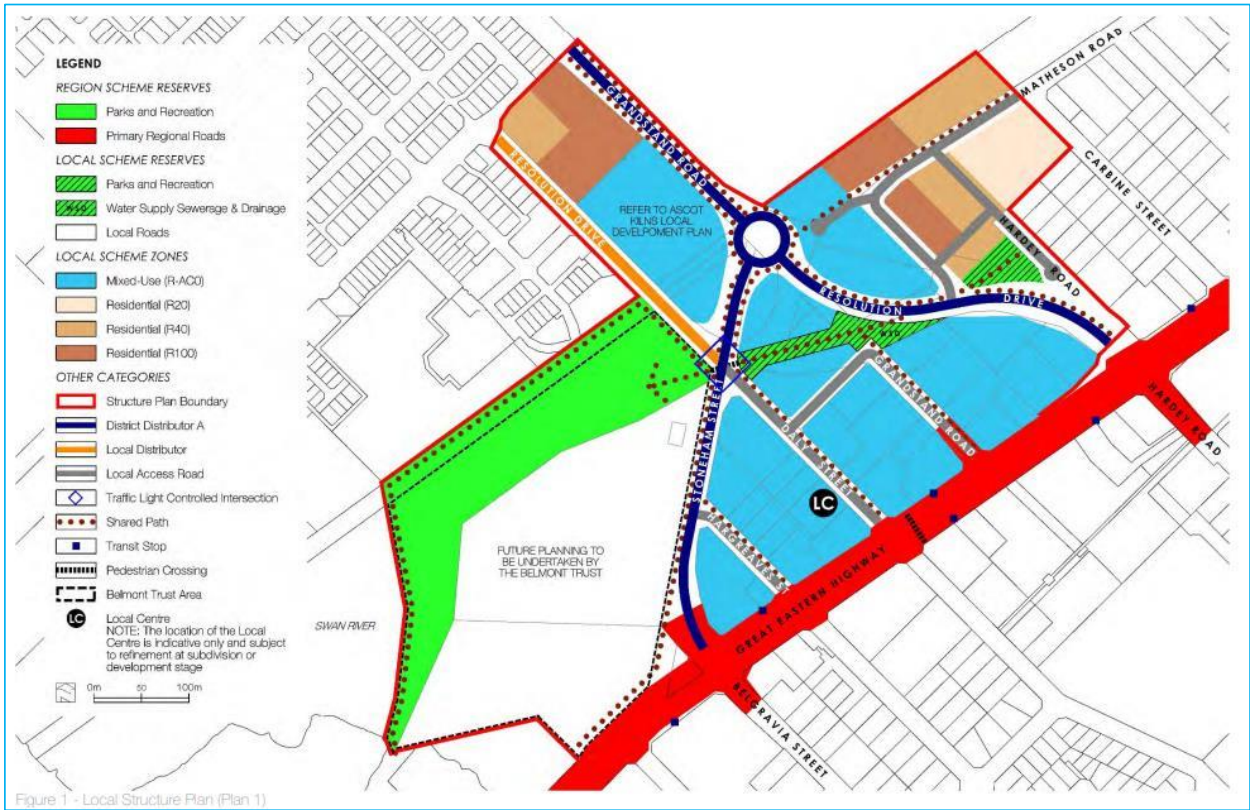 LEGEND
REGION SCHEME RESERVES
Parks and Recreation
Primary Regional Roads
LOCAL SCHEME RESERVES
Parks and Recreation
Water Supply Sewerage & Drainage
Local Roads
LOCAL SCHEME ZONES
Mixed-Use (R-AC0)
Residential (R20)
Residential (R40)
Residential (R100)
OTHER CATEGORIES
Structure Plan Boundary
District Distributor A
Local Distributor
Local Access Road
Traffic Light Controlled Intersection
Shared Path
Transit Stop
Pedestrian Crossing
Belmont Trust Area
LC
Local Centre
NOTE: The location of the Local
Centre is indicative only and subject
to refinement at subdivision or
development stage
0m 50 100m
GRANDSTAND ROAD
MATHESON ROAD
CARBINE STREET
RESOLUTION DRIVE
REFER TO ASCOT
KILNS LOCAL
DEVELPOMENT PLAN
HARDEY ROAD
RESOLUTION DRIVE
GRANDSTAND ROAD
HARDEY ROAD
STONEHAM STREET
DALY STREET
LC
HARGREAVES ST
FUTURE PLANNING TO
BE UNDERTAKEN BY
THE BELMONT TRUST
GREAT EASTERN HIGHWAY
SWAN RIVER
BELGRAVIA STREET
Figure 1 - Local Structure Plan (Plan 1)